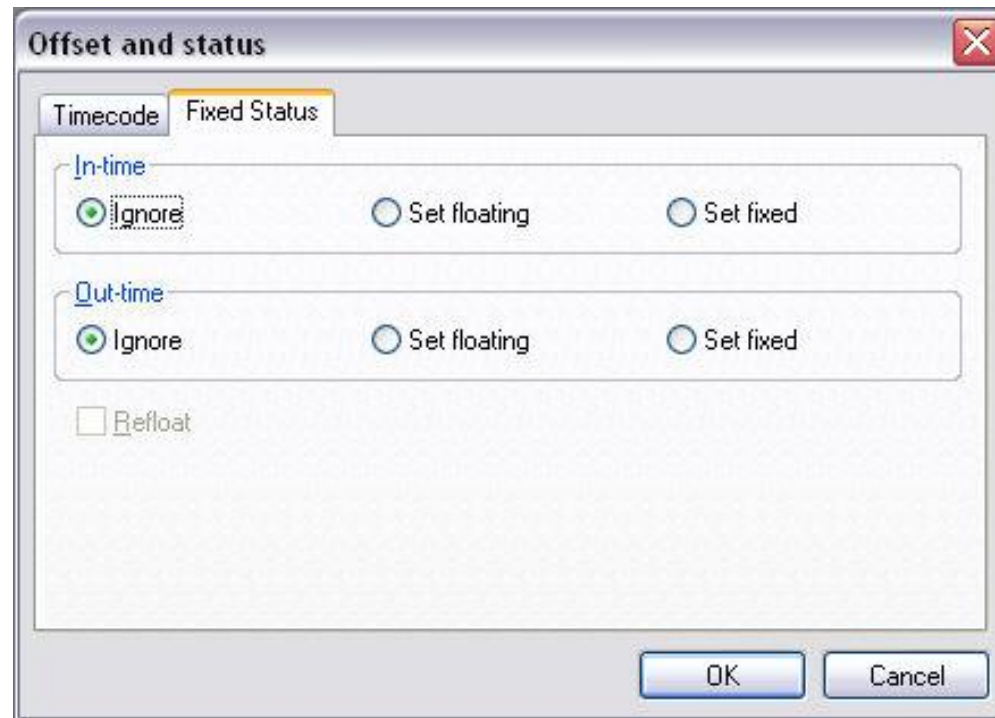 Offset and status
Timecode Fixed Status
In-time
Ignore Set floating Set fixed
Out-time
Ignore Set floating Set fixed
Refloat
OK Cancel